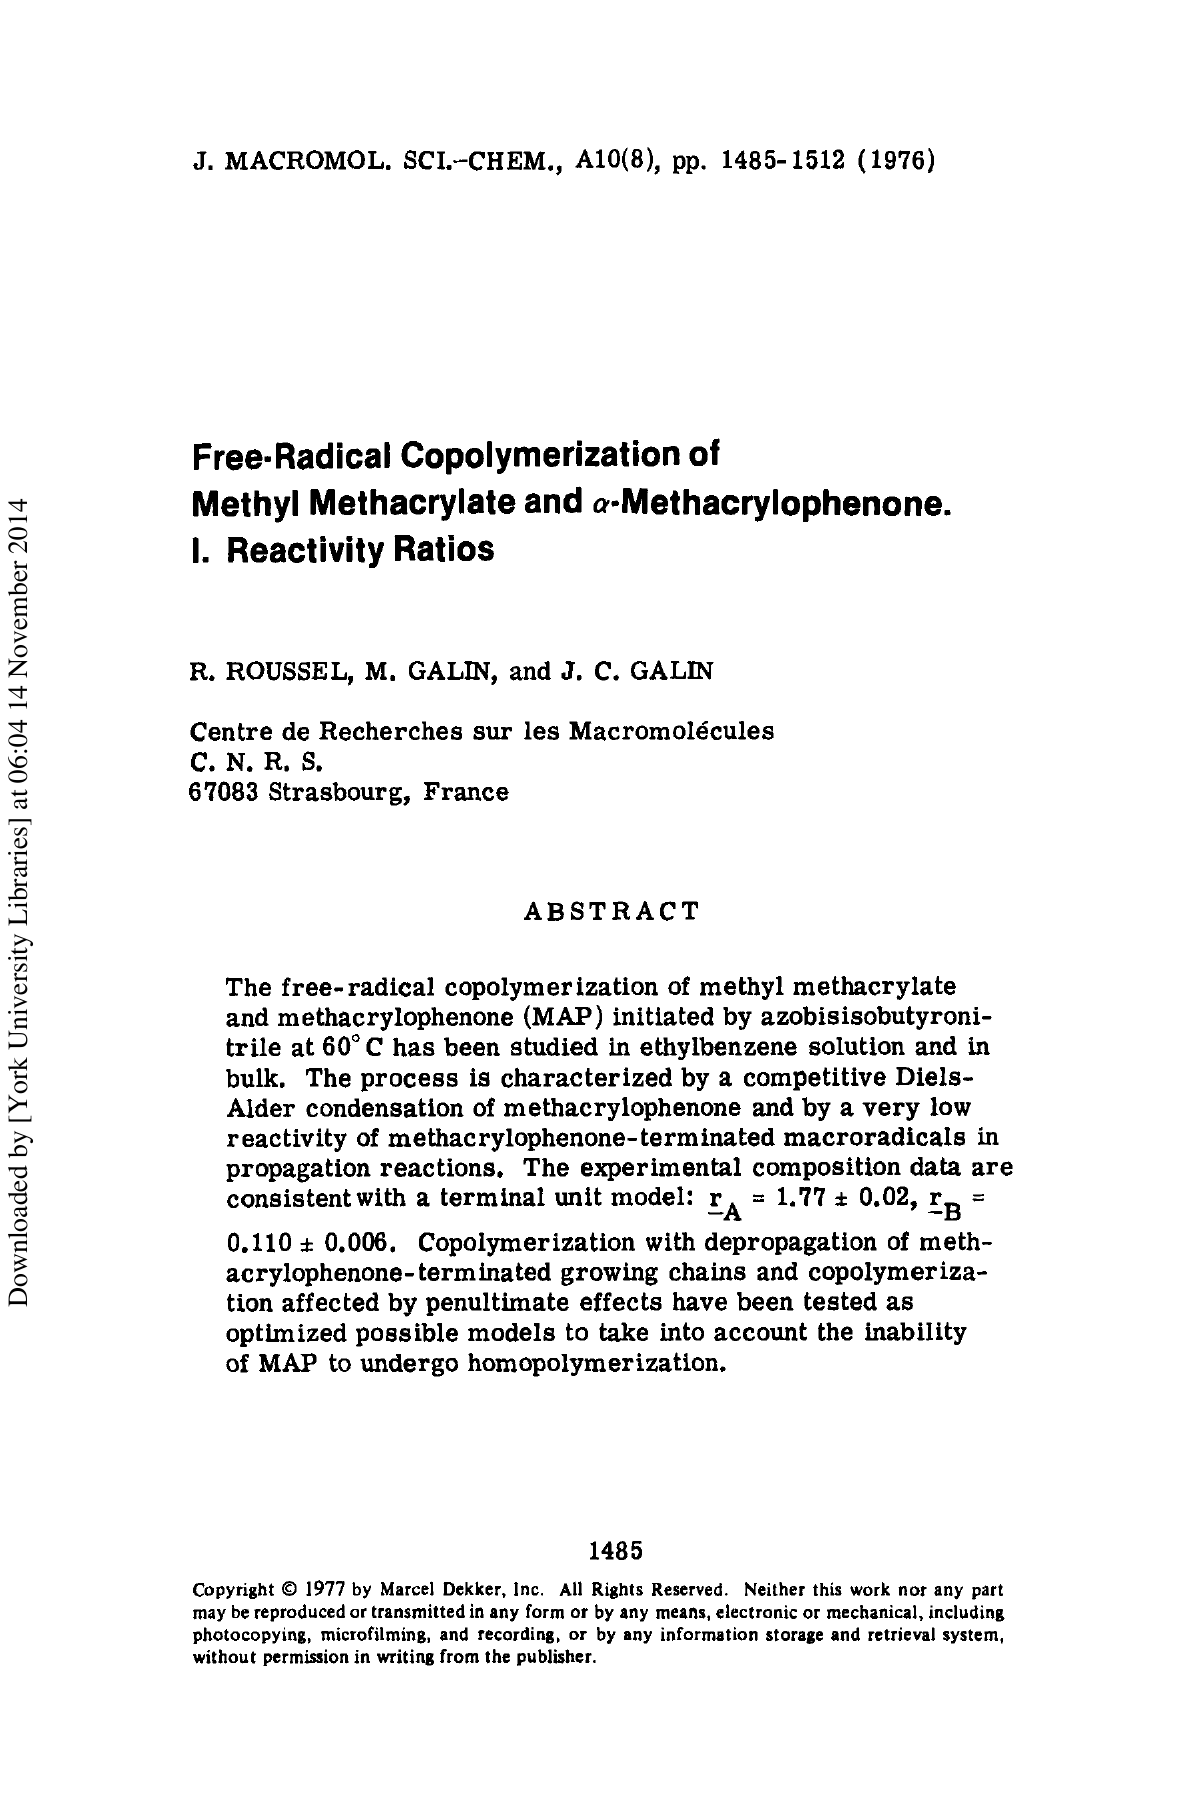 J. MACROMOL. SCI.-CHEM., A10(8), pp. 1485-1512 (1976)
Free-Radical Copolymerization of
Methyl Methacrylate and α-Methacrylophenone.
I. Reactivity Ratios
R. ROUSSEL, M. GALIN, and J. C. GALIN
Centre de Recherches sur les Macromolécules
C. N. R. S.
67083 Strasbourg, France
ABSTRACT
The free-radical copolymerization of methyl methacrylate
and methacrylophenone (MAP) initiated by azobisisobutyroni-
trile at 60°C has been studied in ethylbenzene solution and in
bulk. The process is characterized by a competitive Diels-
Alder condensation of methacrylophenone and by a very low
reactivity of methacrylophenone-terminated macroradicals in
propagation reactions. The experimental composition data are
consistent with a terminal unit model: r_A = 1.77 ± 0.02, r_B =
0.110 ± 0.006. Copolymerization with depropagation of meth-
acrylophenone-terminated growing chains and copolymeriza-
tion affected by penultimate effects have been tested as
optimized possible models to take into account the inability
of MAP to undergo homopolymerization.
1485
Copyright © 1977 by Marcel Dekker, Inc. All Rights Reserved. Neither this work nor any part
may be reproduced or transmitted in any form or by any means, electronic or mechanical, including
photocopying, microfilming, and recording, or by any information storage and retrieval system,
without permission in writing from the publisher.
Downloaded by [York University Libraries] at 06:04 14 November 2014